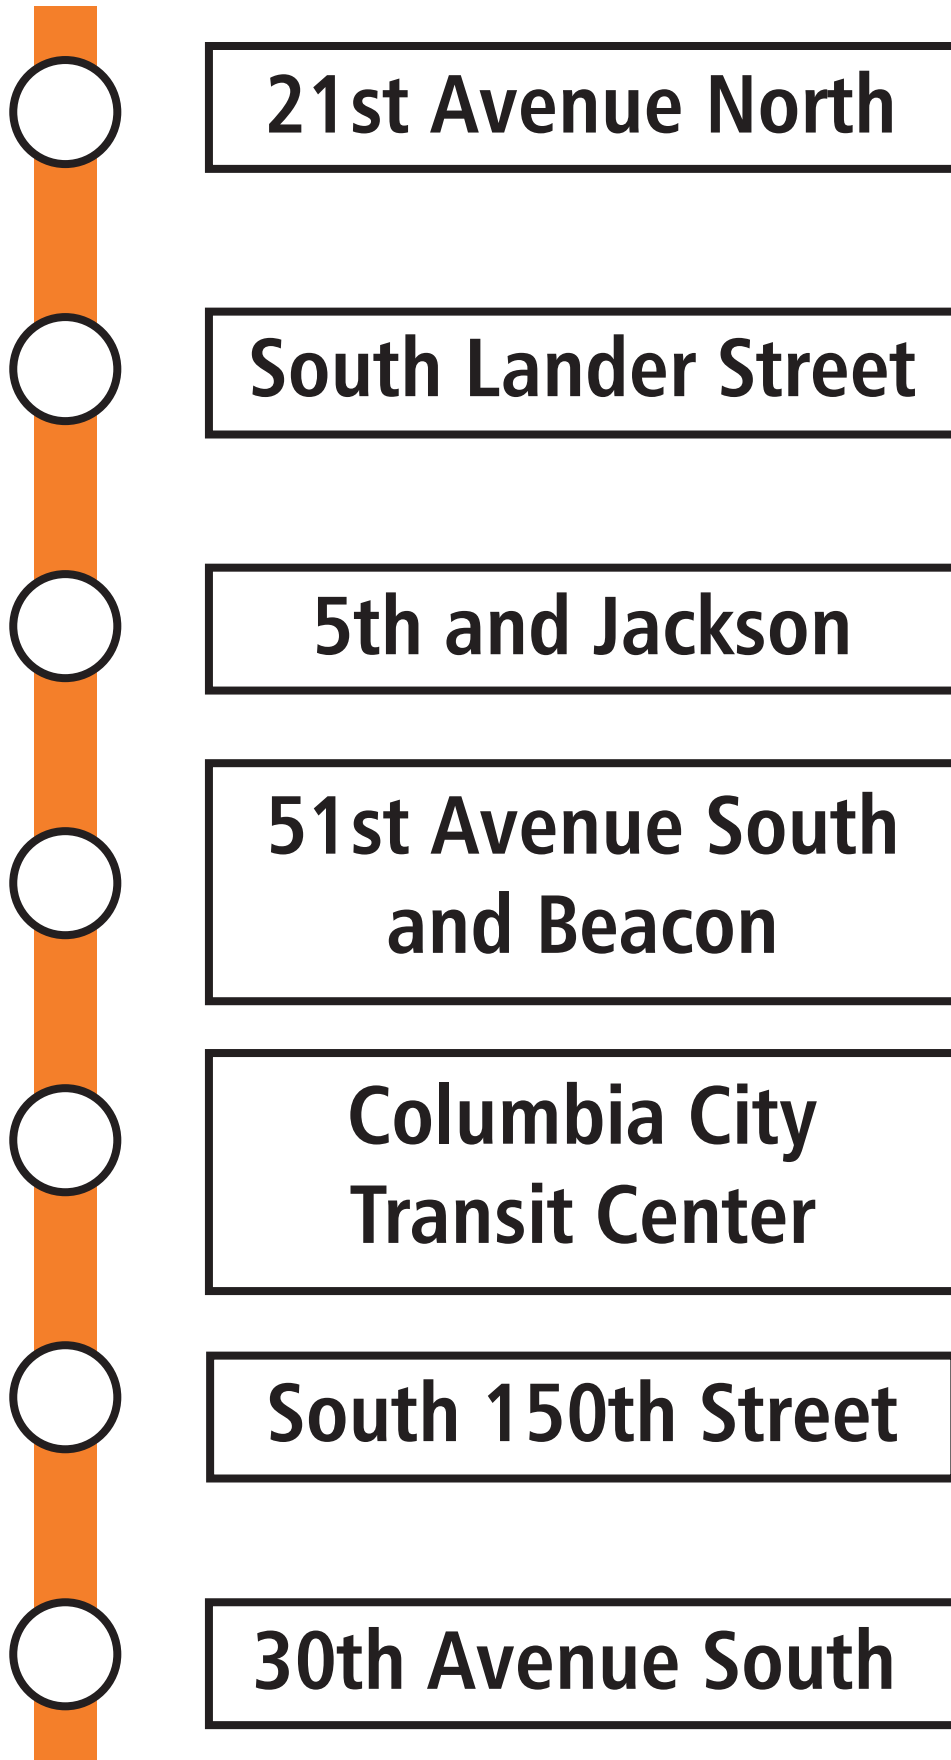 21st Avenue North
South Lander Street
5th and Jackson
51st Avenue South
and Beacon
Columbia City
Transit Center
South 150th Street
30th Avenue South